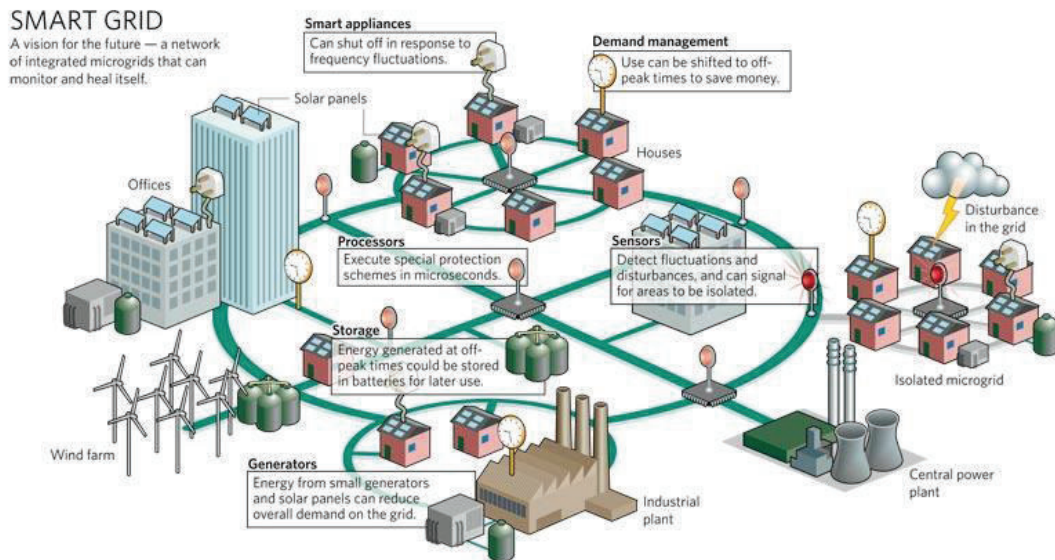 SMART GRID
A vision for the future — a network
of integrated microgrids that can
monitor and heal itself.
Smart appliances
Can shut off in response to
frequency fluctuations.
Demand management
Use can be shifted to off-
peak times to save money.
Solar panels
Houses
Offices
Disturbance
in the grid
Processors
Execute special protection
schemes in microseconds.
Sensors
Detect fluctuations and
disturbances, and can signal
for areas to be isolated.
Storage
Energy generated at off-
peak times could be stored
in batteries for later use.
Isolated microgrid
Wind farm
Generators
Energy from small generators
and solar panels can reduce
overall demand on the grid.
Industrial
plant
Central power
plant